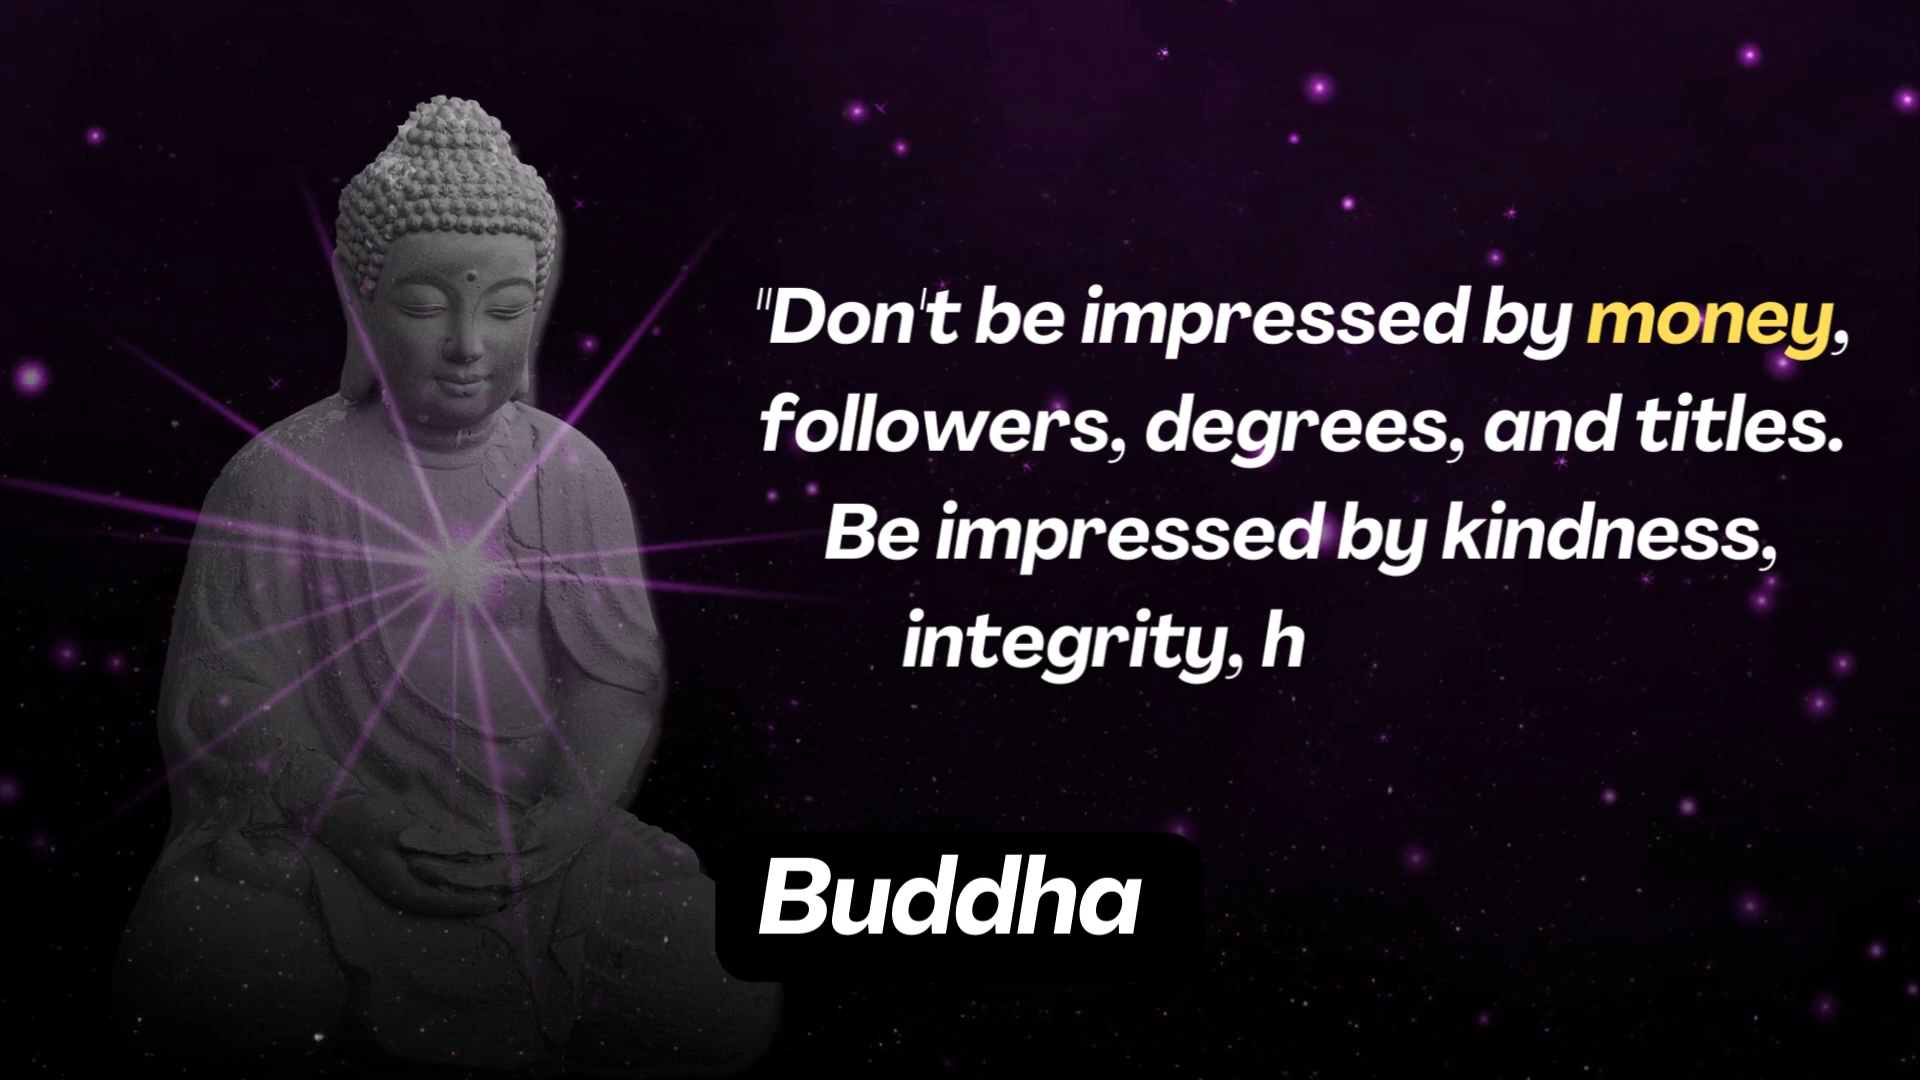 "Don't be impressed by money,
followers, degrees, and titles.
Be impressed by kindness,
integrity, h
Buddha